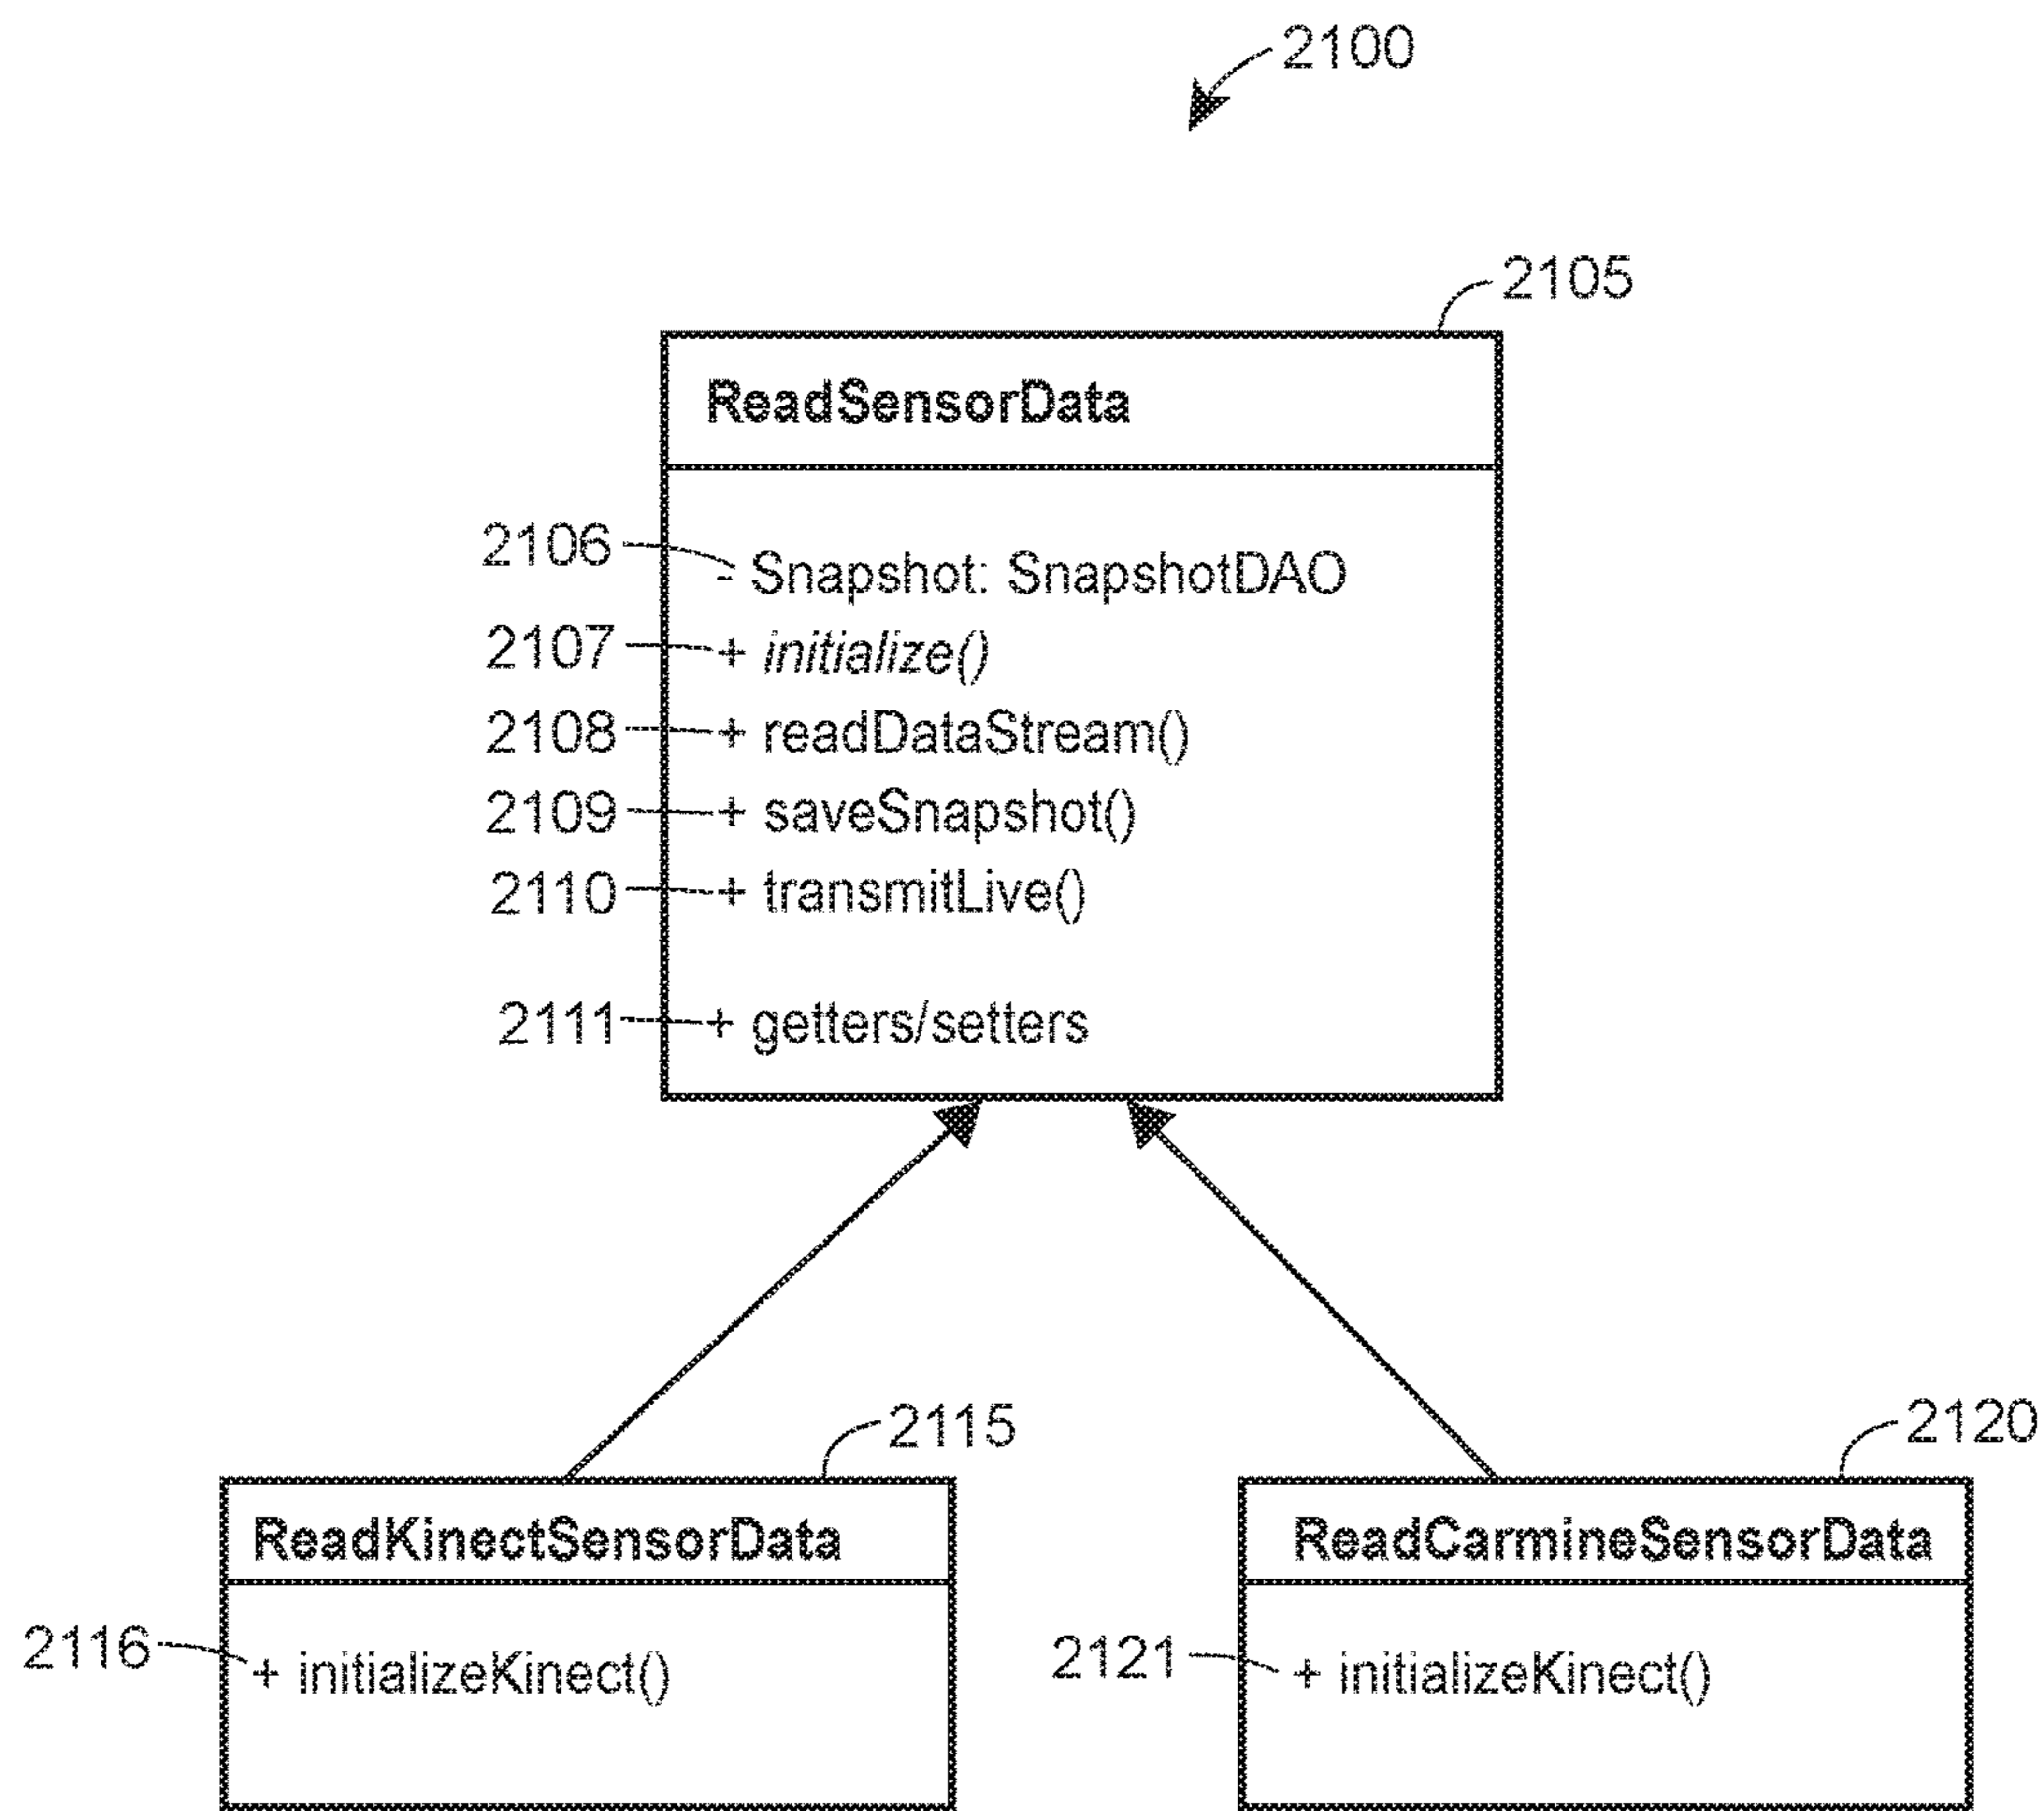 2100
2105
ReadSensorData
2106 - Snapshot: SnapshotDAO
2107 + initialize()
2108 + readDataStream()
2109 + saveSnapshot()
2110 + transmitLive()
2111 + getters/setters
2115
2120
ReadKinectSensorData
ReadCarmineSensorData
2116 + initializeKinect()
2121 + initializeKinect()